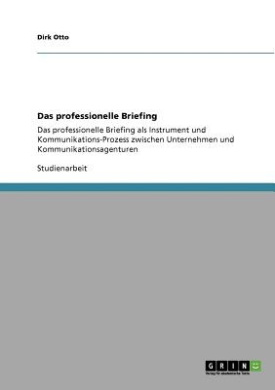 Dirk Otto
Das professionelle Briefing
Das professionelle Briefing als Instrument und
Kommunikations-Prozess zwischen Unternehmen und
Kommunikationsagenturen
Studienarbeit
GRIN